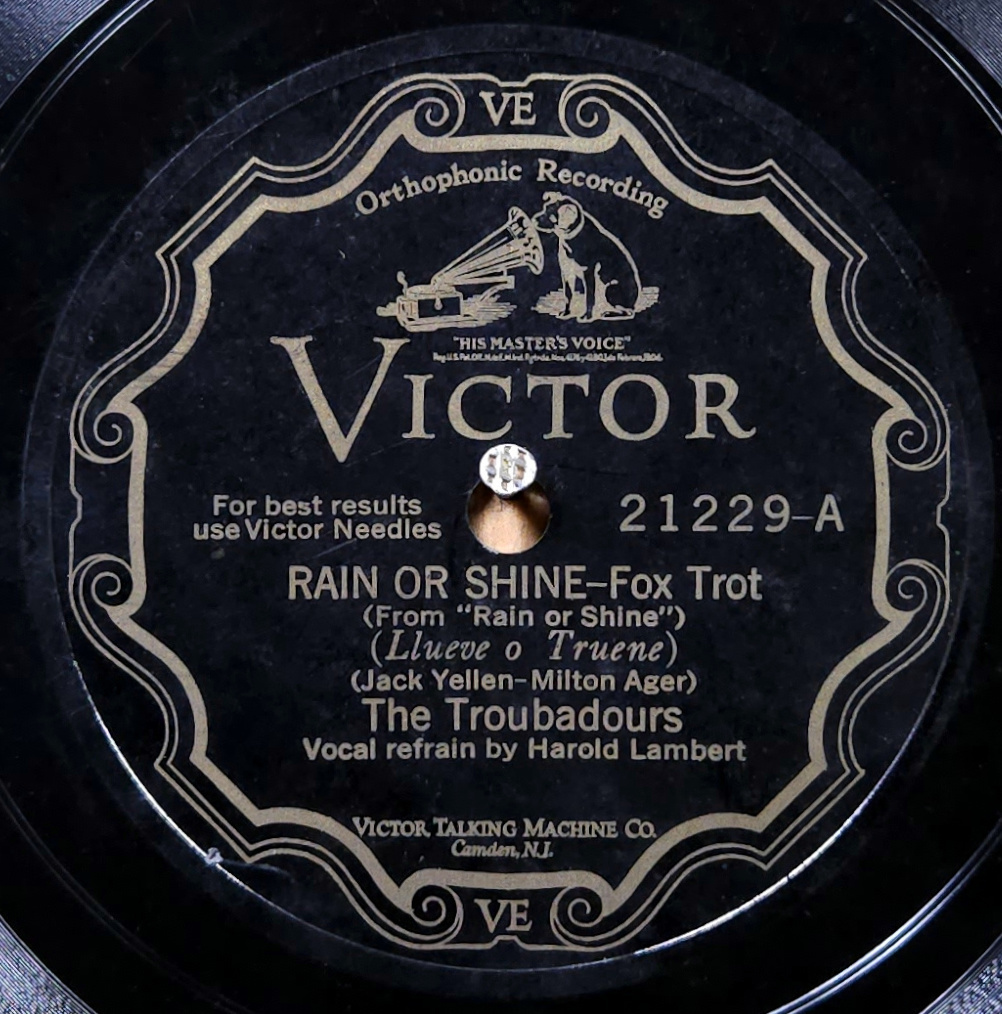 VE
Orthophonic Recording
"HIS MASTER'S VOICE"
VICTOR
For best results
use Victor Needles
21229-A
RAIN OR SHINE-Fox Trot
(From "Rain or Shine")
(Llueve o Truene)
(Jack Yellen-Milton Ager)
The Troubadours
Vocal refrain by Harold Lambert
VICTOR TALKING MACHINE CO.
Camden, N.J.
VE